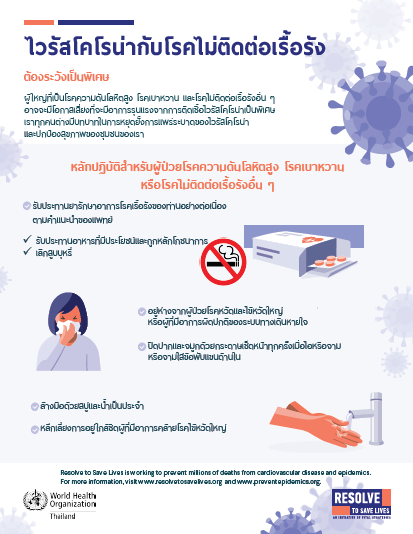 ไวรัสโคโรน่ากับโรคไม่ติดต่อเรื้อรัง
ต้องระวังเป็นพิเศษ
ผู้ใหญ่ที่เป็นโรคความดันโลหิตสูง โรคเบาหวาน และโรคไม่ติดต่อเรื้อรังอื่น ๆ
อาจจะมีโอกาสเสี่ยงที่จะมีอาการรุนแรงจากการติดเชื้อไวรัสโคโรน่าเป็นพิเศษ
เราทุกคนต่างมีบทบาทในการหยุดยั้งการแพร่ระบาดของไวรัสโคโรน่า
และปกป้องสุขภาพของชุมชนของเรา
หลักปฏิบัติสำหรับผู้ป่วยโรคความดันโลหิตสูง โรคเบาหวาน
หรือโรคไม่ติดต่อเรื้อรังอื่น ๆ
รับประทานยารักษาอาการโรคเรื้อรังของท่านอย่างต่อเนื่อง
ตามคำแนะนำของแพทย์
รับประทานอาหารที่มีประโยชน์และถูกหลักโภชนาการ
เลิกสูบบุหรี่
อยู่ห่างจากผู้ป่วยโรคหวัดและไข้หวัดใหญ่
หรือผู้ที่มีอาการผิดปกติของระบบทางเดินหายใจ
ปิดปากและจมูกด้วยกระดาษเช็ดหน้าทุกครั้งเมื่อไอหรือจาม
หรือจามใส่ข้อพับแขนด้านใน
ล้างมือด้วยสบู่และน้ำเป็นประจำ
หลีกเลี่ยงการอยู่ใกล้ชิดผู้ที่มีอาการคล้ายโรคไข้หวัดใหญ่
Resolve to Save Lives is working to prevent millions of deaths from cardiovascular disease and epidemics.
For more information, visit www.resolvetosavelives.org and www.preventepidemics.org.
World Health
Organization
Thailand
RESOLVE
TO SAVE LIVES
AN INITIATIVE OF VITAL STRATEGIES